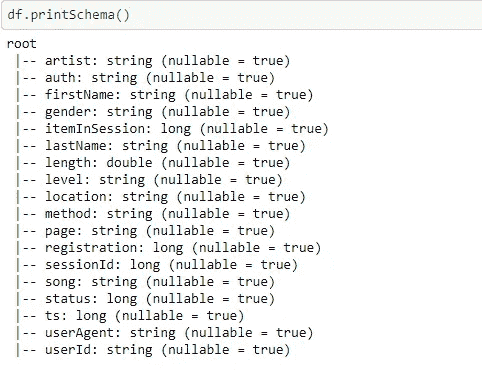 df.printSchema()
root
|-- artist: string (nullable = true)
|-- auth: string (nullable = true)
|-- firstName: string (nullable = true)
|-- gender: string (nullable = true)
|-- itemInSession: long (nullable = true)
|-- lastName: string (nullable = true)
|-- length: double (nullable = true)
|-- level: string (nullable = true)
|-- location: string (nullable = true)
|-- method: string (nullable = true)
|-- page: string (nullable = true)
|-- registration: long (nullable = true)
|-- sessionId: long (nullable = true)
|-- song: string (nullable = true)
|-- status: long (nullable = true)
|-- ts: long (nullable = true)
|-- userAgent: string (nullable = true)
|-- userId: string (nullable = true)